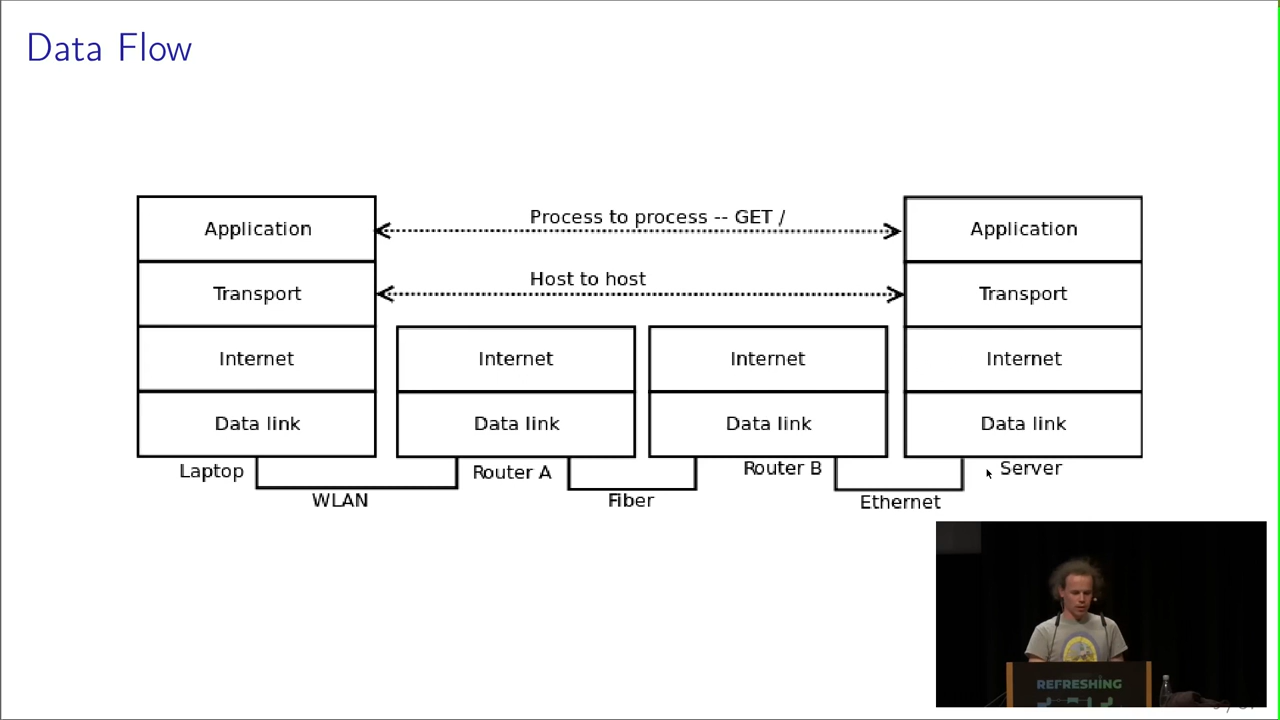 Data Flow
Process to process -- GET /
Application
Application
Host to host
Transport
Transport
Internet
Internet
Internet
Internet
Data link
Data link
Data link
Data link
Laptop
Router A
Router B
Server
WLAN
Fiber
Ethernet
REFRESHING